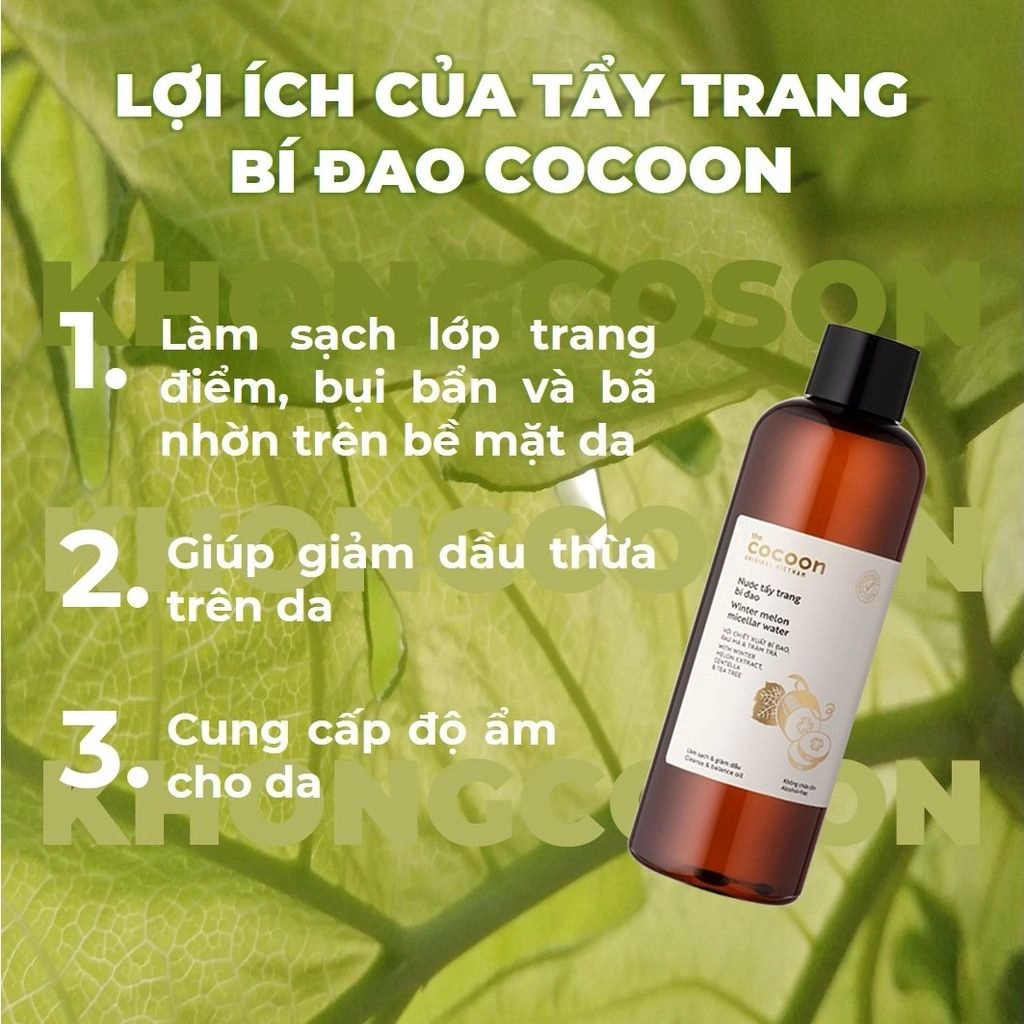 LỢI ÍCH CỦA TẨY TRANG
BÍ ĐAO COCOON
KHONGCOSON
1.
Làm sạch lớp trang
điểm, bụi bẩn và bã
nhờn trên bề mặt da
KHONGCOSON
2.
Giúp giảm dầu thừa
trên da
3.
Cung cấp độ ẩm
cho da
KHONGCOSON
the
cocoon
ORIGINAL VIETNAM
Nước tẩy trang
bí đao
Winter melon
micellar water
VỚI CHIẾT XUẤT BÍ ĐAO,
RAU MÁ & TRÀM TRÀ
WITH WINTER
MELON EXTRACT,
CENTELLA
& TEA TREE
Làm sạch & giảm dầu
Cleanse & balance oil
Không chứa cồn
Alcohol-free